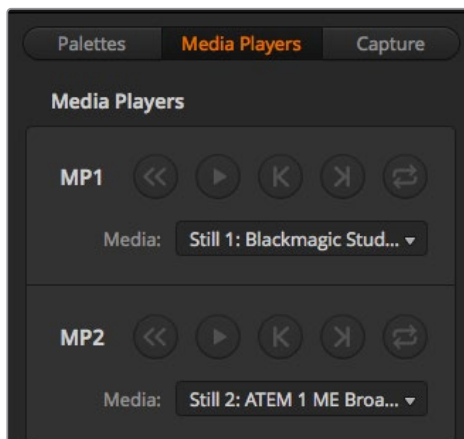 Palettes Media Players Capture
Media Players
MP1
Media: Still 1: Blackmagic Stud...
MP2
Media: Still 2: ATEM 1 ME Broa...